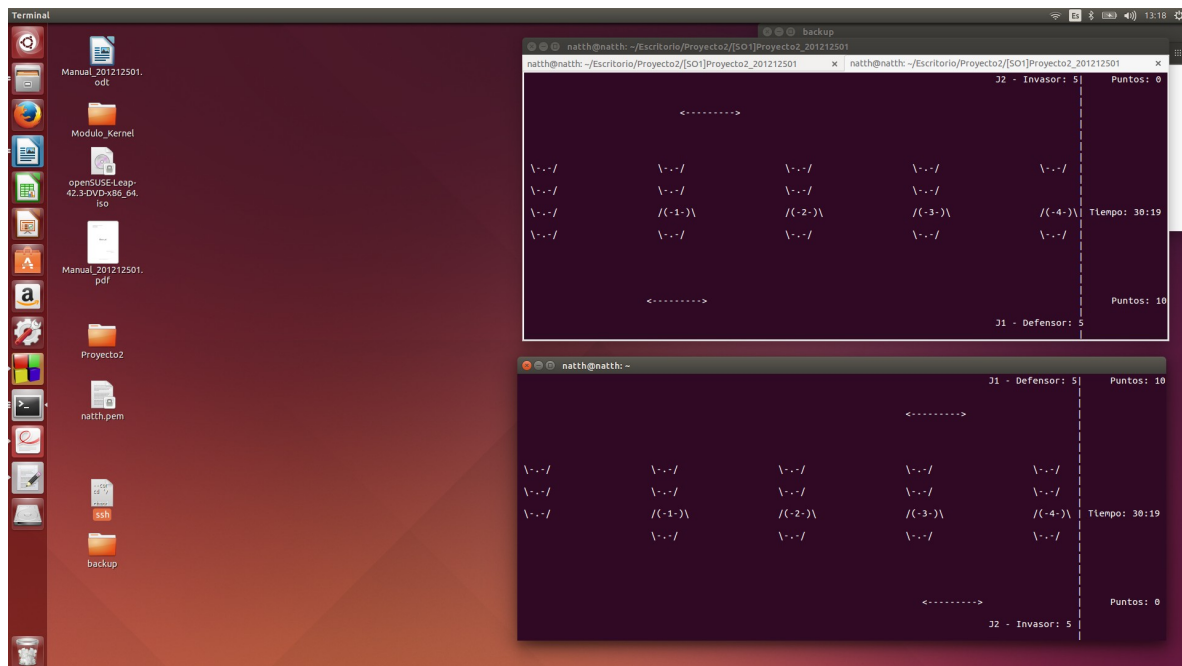 Terminal
Es
13:18
Manual_201212501.
odt
Modulo_Kernel
openSUSE-Leap-
42.3-DVD-x86_64.
iso
Manual_201212501.
pdf
Proyecto2
natth.pem
ssh
backup
backup
natth@natth: ~/Escritorio/Proyecto2/[SO1]Proyecto2_201212501
natth@natth: ~/Escritorio/Proyecto2/[SO1]Proyecto2_201212501 × natth@natth: ~/Escritorio/Proyecto2/[SO1]Proyecto2_201212501 ×
J2 - Invasor: 5| Puntos: 0
<--------->
\-.-/ \-.-/ \-.-/ \-.-/ \-.-/ |
\-.-/ \-.-/ \-.-/ \-.-/ |
\-.-/ /(-1-)\ /(-2-)\ /(-3-)\ /(-4-)\| Tiempo: 30:19
\-.-/ \-.-/ \-.-/ \-.-/ \-.-/ |
<---------> | Puntos: 10
J1 - Defensor: 5
natth@natth: ~
J1 - Defensor: 5| Puntos: 10
<--------->
\-.-/ \-.-/ \-.-/ \-.-/ \-.-/ |
\-.-/ \-.-/ \-.-/ \-.-/ \-.-/ |
\-.-/ /(-1-)\ /(-2-)\ /(-3-)\ /(-4-)\ | Tiempo: 30:19
\-.-/ \-.-/ \-.-/ \-.-/ |
<---------> | Puntos: 0
J2 - Invasor: 5 |